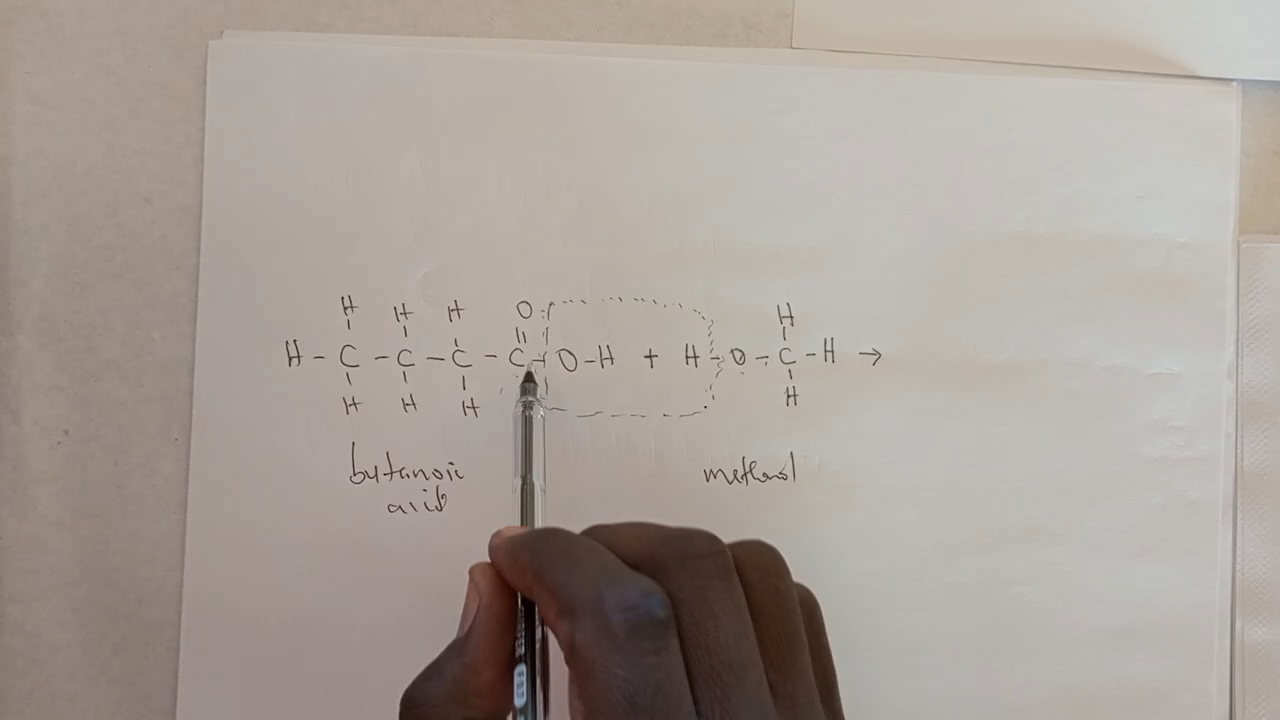 H H H O H
H - C - C - C - C - O - H + H - O - C - H →
H H H H
butanoic
acid
methanol